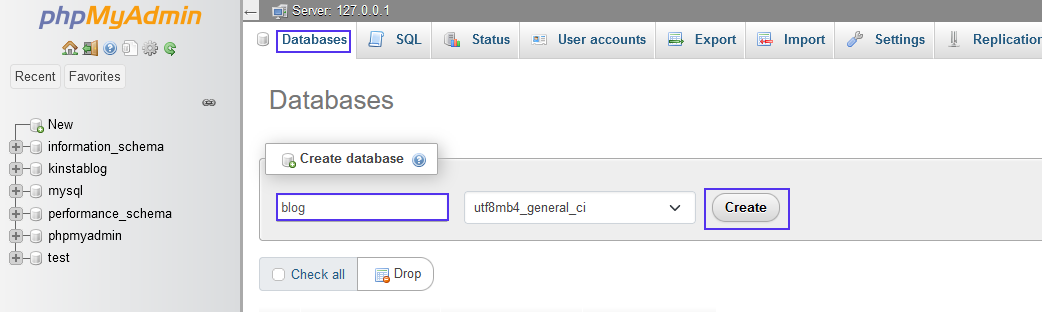 phpMyAdmin
Recent Favorites
New
information_schema
kinstablog
mysql
performance_schema
phpmyadmin
test
Server: 127.0.0.1
Databases SQL Status User accounts Export Import Settings Replication
Databases
Create database
blog utf8mb4_general_ci Create
Check all Drop